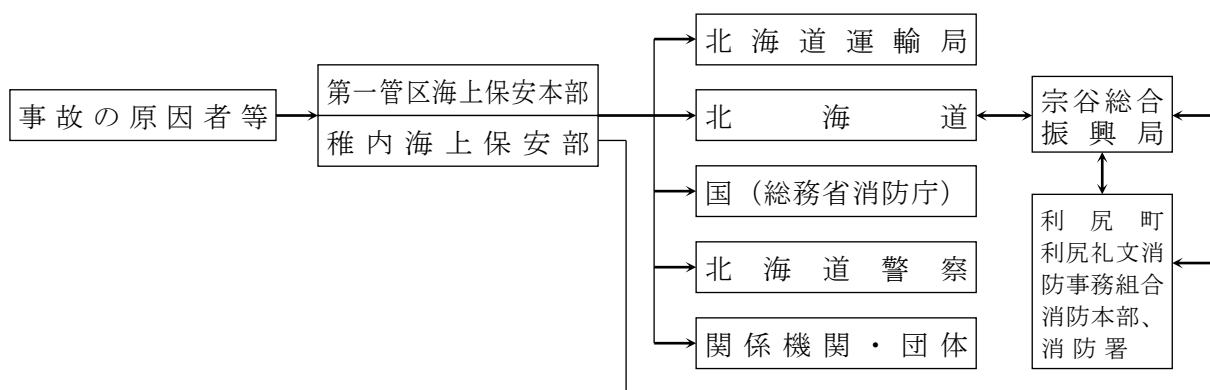 事故の原因者等
第一管区海上保安本部
稚内海上保安部
北海道運輸局
北海道
国（総務省消防庁）
北海道警察
関係機関・団体
宗谷総合
振興局
利尻町
利尻礼文消
防事務組合
消防本部、
消防署